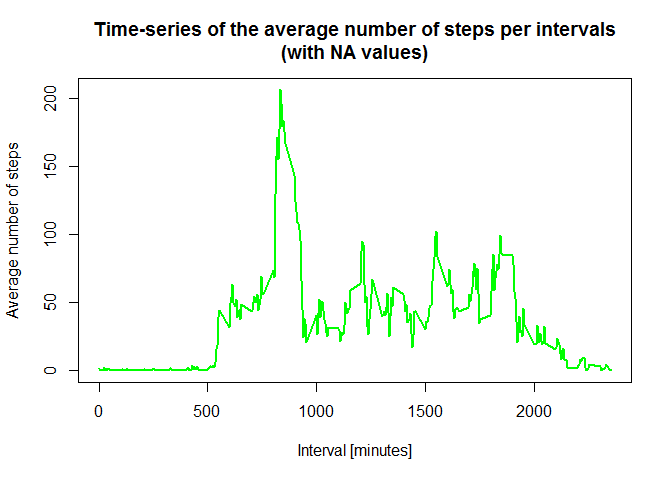 Time-series of the average number of steps per intervals
(with NA values)
Average number of steps
200
150
100
50
0
0 500 1000 1500 2000
Interval [minutes]